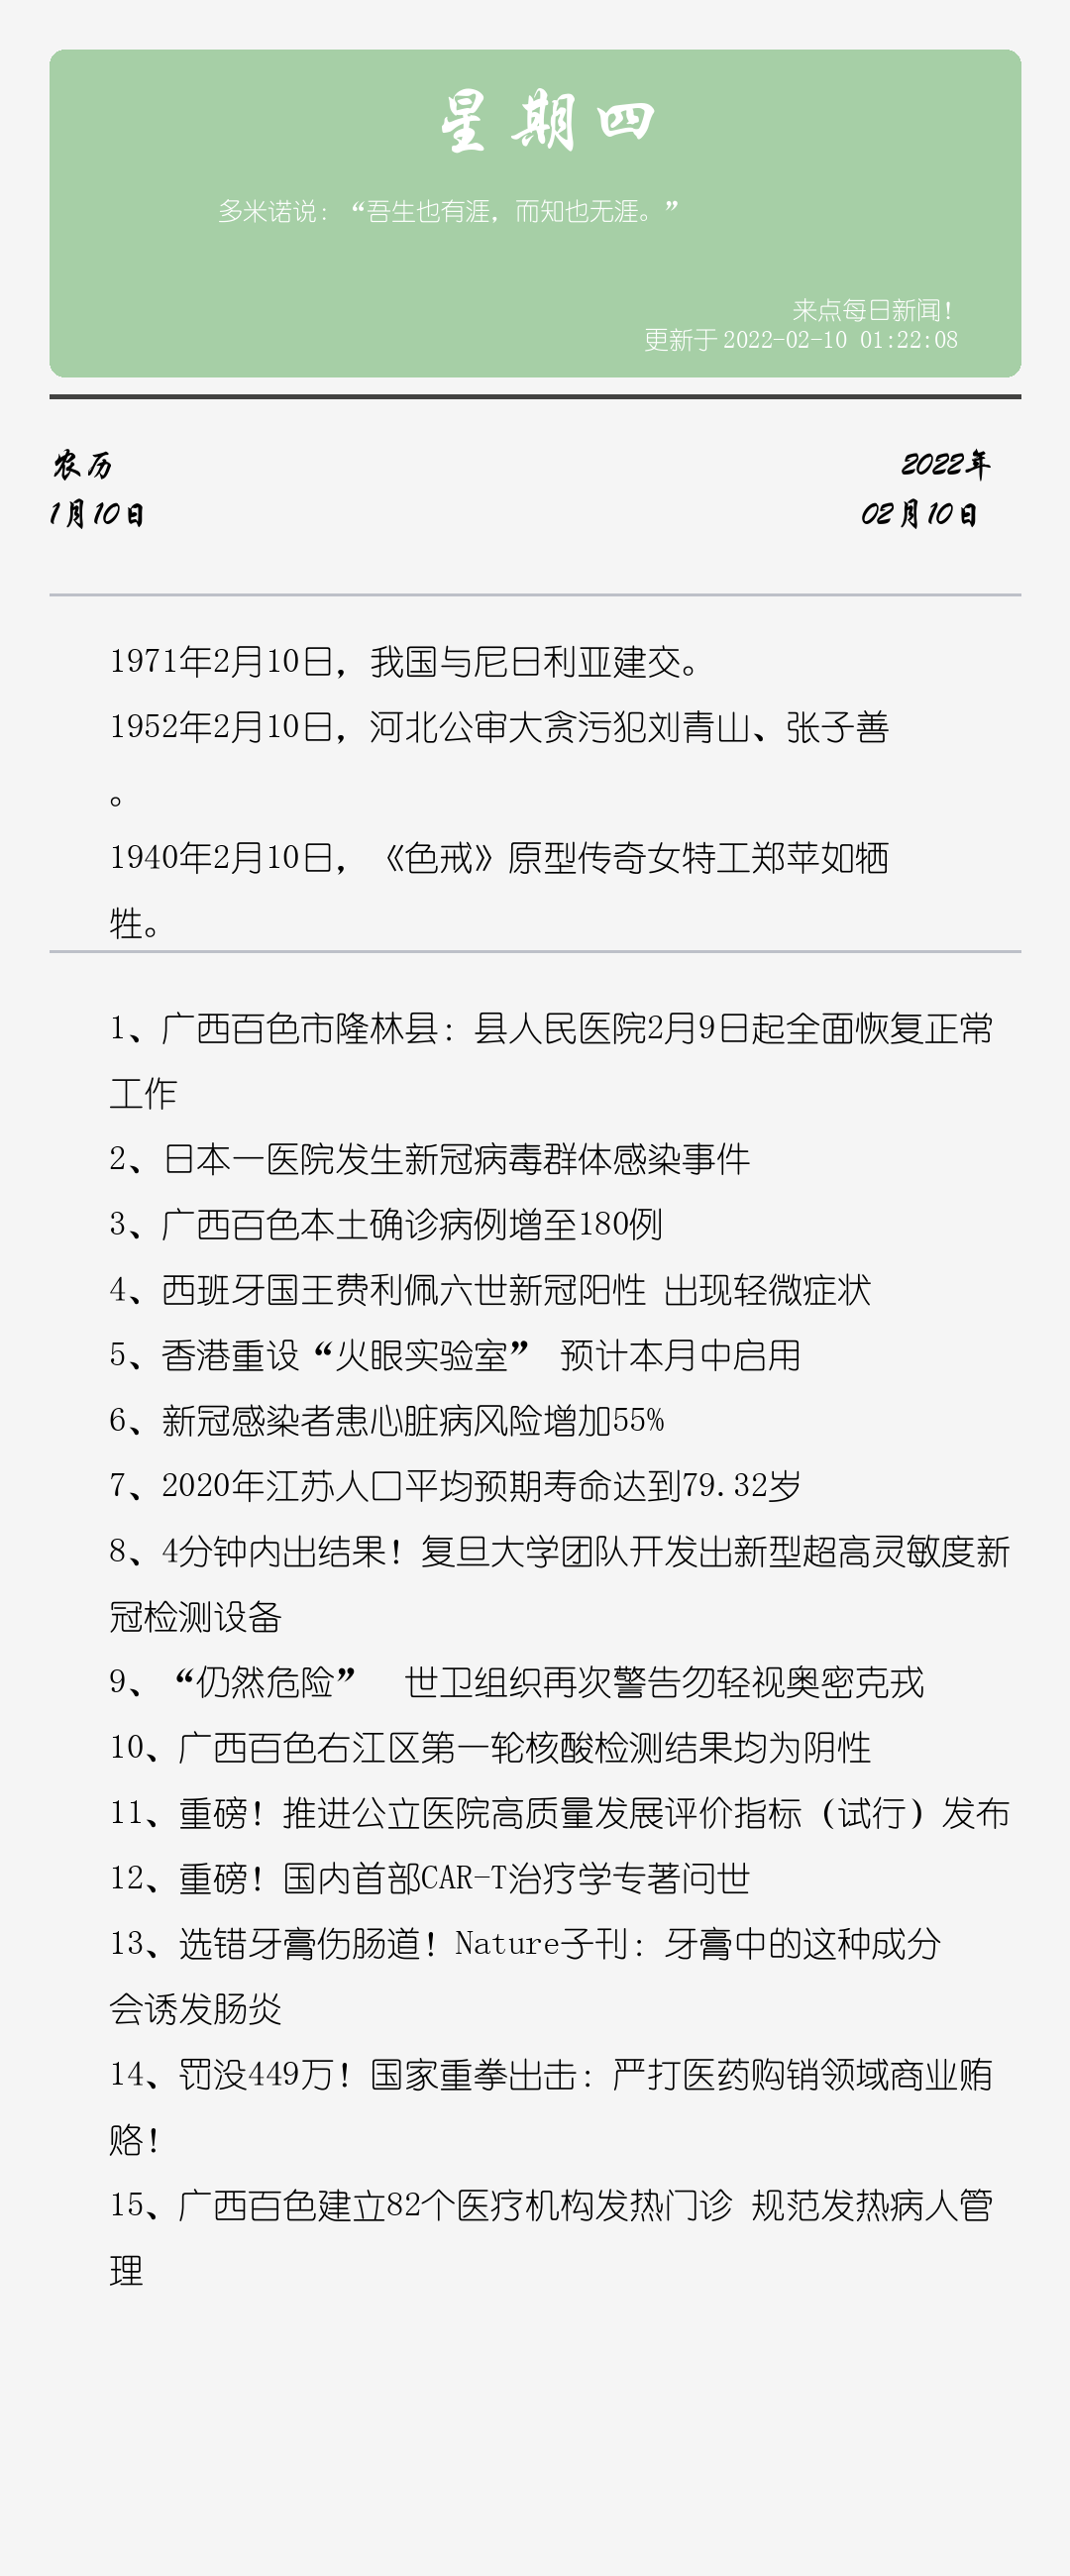 星期四
多米诺说：“吾生也有涯，而知也无涯。”
来点每日新闻！
更新于 2022-02-10 01:22:08
农历
2022年
1月10日
02月10日
1971年2月10日，我国与尼日利亚建交。
1952年2月10日，河北公审大贪污犯刘青山、张子善
。
1940年2月10日，《色戒》原型传奇女特工郑苹如牺
牲。
1、广西百色市隆林县：县人民医院2月9日起全面恢复正常
工作
2、日本一医院发生新冠病毒群体感染事件
3、广西百色本土确诊病例增至180例
4、西班牙国王费利佩六世新冠阳性 出现轻微症状
5、香港重设“火眼实验室” 预计本月中启用
6、新冠感染者患心脏病风险增加55%
7、2020年江苏人口平均预期寿命达到79.32岁
8、4分钟内出结果！复旦大学团队开发出新型超高灵敏度新
冠检测设备
9、“仍然危险”  世卫组织再次警告勿轻视奥密克戎
10、广西百色右江区第一轮核酸检测结果均为阴性
11、重磅！推进公立医院高质量发展评价指标（试行）发布
12、重磅！国内首部CAR-T治疗学专著问世
13、选错牙膏伤肠道！Nature子刊：牙膏中的这种成分
会诱发肠炎
14、罚没449万！国家重拳出击：严打医药购销领域商业贿
赂！
15、广西百色建立82个医疗机构发热门诊 规范发热病人管
理